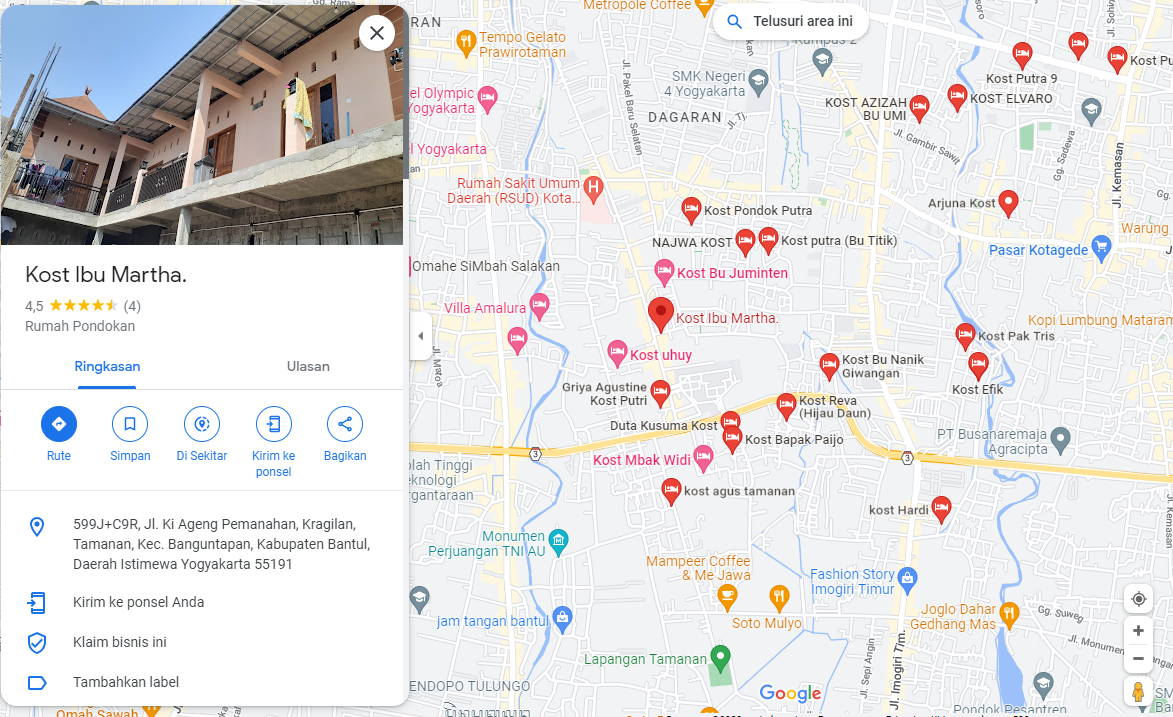 Kost Ibu Martha.
4,5 (4)
Rumah Pondokan
Ringkasan
Ulasan
Rute
Simpan
Di Sekitar
Kirim ke
ponsel
Bagikan
599J+C9R, Jl. Ki Ageng Pemanahan, Kragilan,
Tamanan, Kec. Banguntapan, Kabupaten Bantul,
Daerah Istimewa Yogyakarta 55191
Kirim ke ponsel Anda
Klaim bisnis ini
Tambahkan label
Omah Sawah
Telusuri area ini
Metropole Coffee
Tempo Gelato
Prawirotaman
SMK Negeri
4 Yogyakarta
Jl. Pakel Baru Selatan
DAGARAN
Jl. Tj.
el Olympic
Yogyakarta
l Yogyakarta
Rumah Sakit Umum
Daerah (RSUD) Kota...
Kost Putra 9
KOST AZIZAH
BU UMI
KOST ELVARO
Jl. Gambir Sawit
Gg. Sadewa
Jl. Kemasan
Arjuna Kost
Warung
Pasar Kotagede
Kost Pondok Putra
NAJWA KOST
Kost putra (Bu Titik)
Omahe SiMbah Salakan
Kost Bu Juminten
Villa Amalura
Kost Ibu Martha.
Kopi Lumbung Mataram
Kost Pak Tris
Kost uhuy
Kost Bu Nanik
Giwangan
Kost Efik
Griya Agustine
Kost Putri
Kost Reva
(Hijau Daun)
Duta Kusuma Kost
Kost Bapak Paijo
PT Busanaremaja
Agracipta
3
3
Kost Mbak Widi
kost agus tamanan
kost Hardi
olah Tinggi
eknologi
rgantaraan
Monumen
Perjuangan TNI AU
Mampeer Coffee
& Me Jawa
Fashion Story
Imogiri Timur
Joglo Dahar
Gedhang Mas
Gg. Suweg
jam tangan bantul
Soto Mulyo
Lapangan Tamanan
Jl. Sepi Angin
Jl. Imogiri Tim.
ENDOPO TULUNGO
Google
Pondok Pesantren